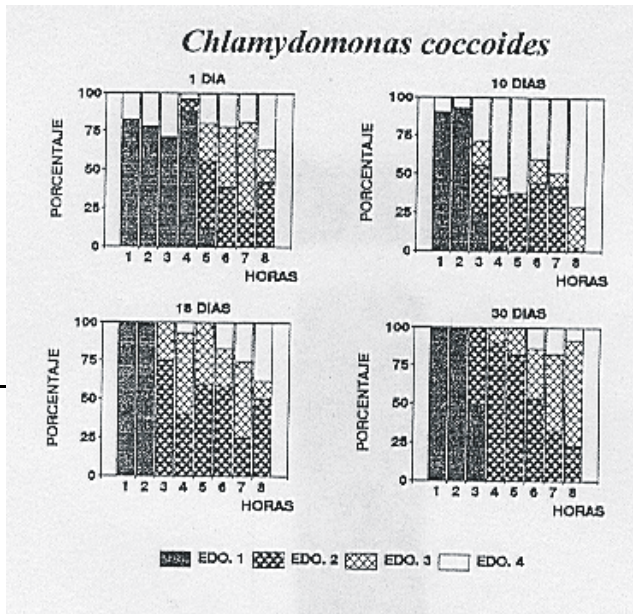 Chlamydomonas coccoides
1 DIA
100
75
50
25
0
PORCENTAJE
1 2 3 4 5 6 7 8
HORAS
10 DIAS
100
75
50
25
0
PORCENTAJE
1 2 3 4 5 6 7 8
HORAS
18 DIAS
100
75
50
25
0
PORCENTAJE
1 2 3 4 5 6 7 8
HORAS
30 DIAS
100
75
50
25
0
PORCENTAJE
1 2 3 4 5 6 7 8
HORAS
EDO. 1 EDO. 2 EDO. 3 EDO. 4